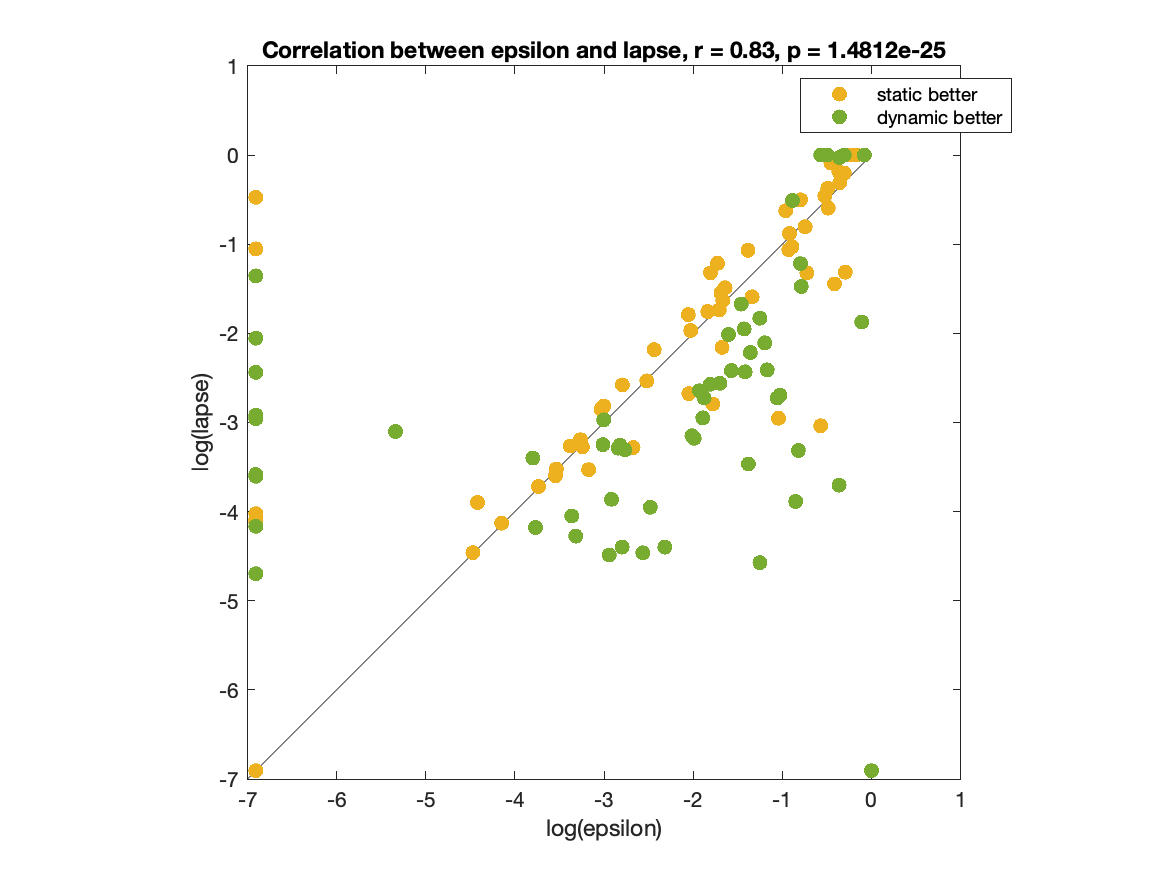 Correlation between epsilon and lapse, r = 0.83, p = 1.4812e-25
static better
dynamic better
1
0
-1
-2
-3
-4
-5
-6
-7
log(lapse)
-7 -6 -5 -4 -3 -2 -1 0 1
log(epsilon)